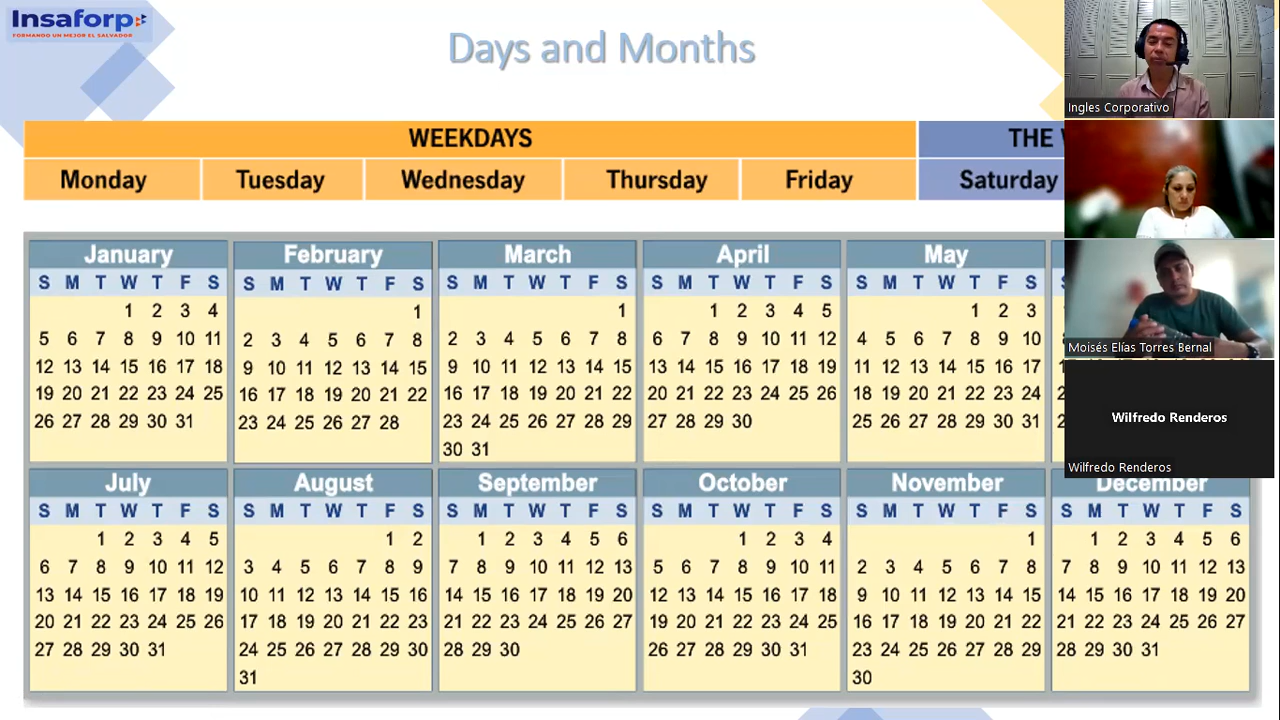 Insaforp
FORMANDO UN MEJOR EL SALVADOR
Days and Months
WEEKDAYS THE
Monday Tuesday Wednesday Thursday Friday Saturday
January February March April May
S M T W T F S S M T W T F S S M T W T F S S M T W T F S S M T W T F S
1 2 3 4 1 1 1 2 3 4 5 1 2 3
5 6 7 8 9 10 11 2 3 4 5 6 7 8 2 3 4 5 6 7 8 6 7 8 9 10 11 12 4 5 6 7 8 9 10
12 13 14 15 16 17 18 9 10 11 12 13 14 15 9 10 11 12 13 14 15 13 14 15 16 17 18 19 11 12 13 14 15 16 17
19 20 21 22 23 24 25 16 17 18 19 20 21 22 16 17 18 19 20 21 22 20 21 22 23 24 25 26 18 19 20 21 22 23 24
26 27 28 29 30 31 23 24 25 26 27 28 23 24 25 26 27 28 29 27 28 29 30 25 26 27 28 29 30 31
30 31
July August September October November December
S M T W T F S S M T W T F S S M T W T F S S M T W T F S S M T W T F S S M T W T F S
1 2 3 4 5 1 2 1 2 3 4 5 6 1 2 3 4 1 1 2 3 4 5 6
6 7 8 9 10 11 12 3 4 5 6 7 8 9 7 8 9 10 11 12 13 5 6 7 8 9 10 11 2 3 4 5 6 7 8 7 8 9 10 11 12 13
13 14 15 16 17 18 19 10 11 12 13 14 15 16 14 15 16 17 18 19 20 12 13 14 15 16 17 18 9 10 11 12 13 14 15 14 15 16 17 18 19 20
20 21 22 23 24 25 26 17 18 19 20 21 22 23 21 22 23 24 25 26 27 19 20 21 22 23 24 25 16 17 18 19 20 21 22 21 22 23 24 25 26 27
27 28 29 30 31 24 25 26 27 28 29 30 28 29 30 26 27 28 29 30 31 23 24 25 26 27 28 29 28 29 30 31
31 30
Ingles Corporativo
Moisés Elías Torres Bernal
Wilfredo Renderos
Wilfredo Renderos